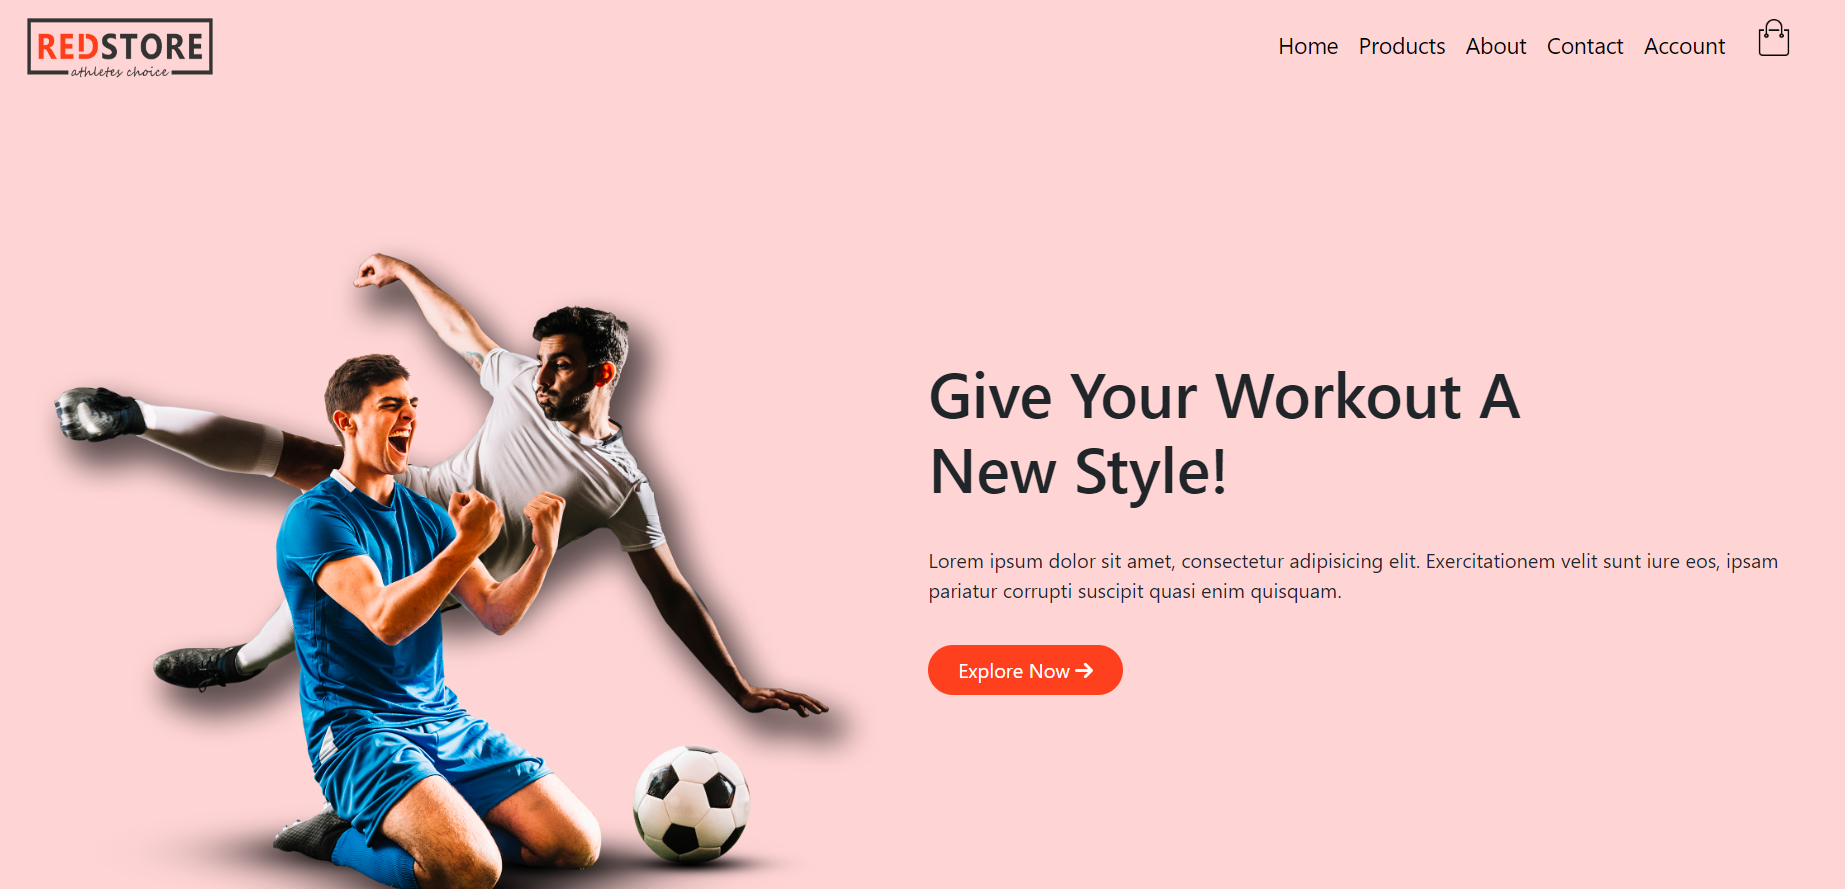 REDSTORE
athletes choice
Home Products About Contact Account
Give Your Workout A
New Style!
Lorem ipsum dolor sit amet, consectetur adipisicing elit. Exercitationem velit sunt iure eos, ipsam
pariatur corrupti suscipit quasi enim quisquam.
Explore Now